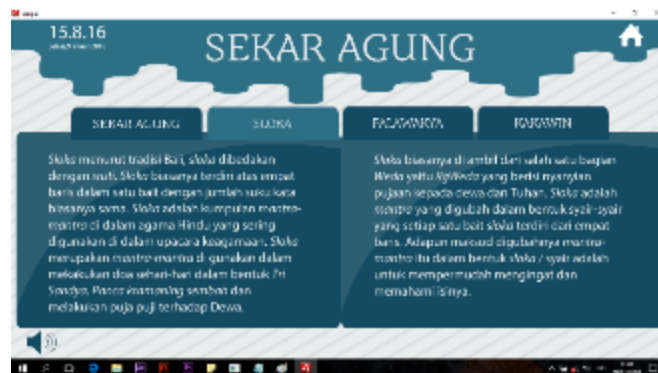 15.8.16
SEKAR AGUNG
SEKAR AGUNG
SLOKA
PALAWAKYA
KAKAWIN
Sloka menurut tradisi Bali, sloka dibedakan
dengan sruti. Sloka biasanya terdiri atas empat
baris dalam satu bait dengan jumlah suku kata
biasanya sama. Sloka adalah kumpulan mantra-
mantra di dalam agama Hindu yang sering
digunakan di dalam upacara keagamaan. Sloka
merupakan mantra-mantra di gunakan dalam
mekakukan doa sehari-hari dalam bentuk Tri
Sandya, Panca kramaning sembah dan
melakukan puja puji terhadap Dewa.
Sloka biasanya di ambil dari salah satu bagian
Weda yaitu RgWeda yang berisi nyanyian
pujaan kepada dewa dan Tuhan. Sloka adalah
mantra yang digubah dalam bentuk syair-syair
yang setiap satu bait sloka terdiri dari empat
baris. Adapun maksud digubahnya mantra-
mantra itu dalam bentuk sloka / syair adalah
untuk mempermudah mengingat dan
memahami isinya.